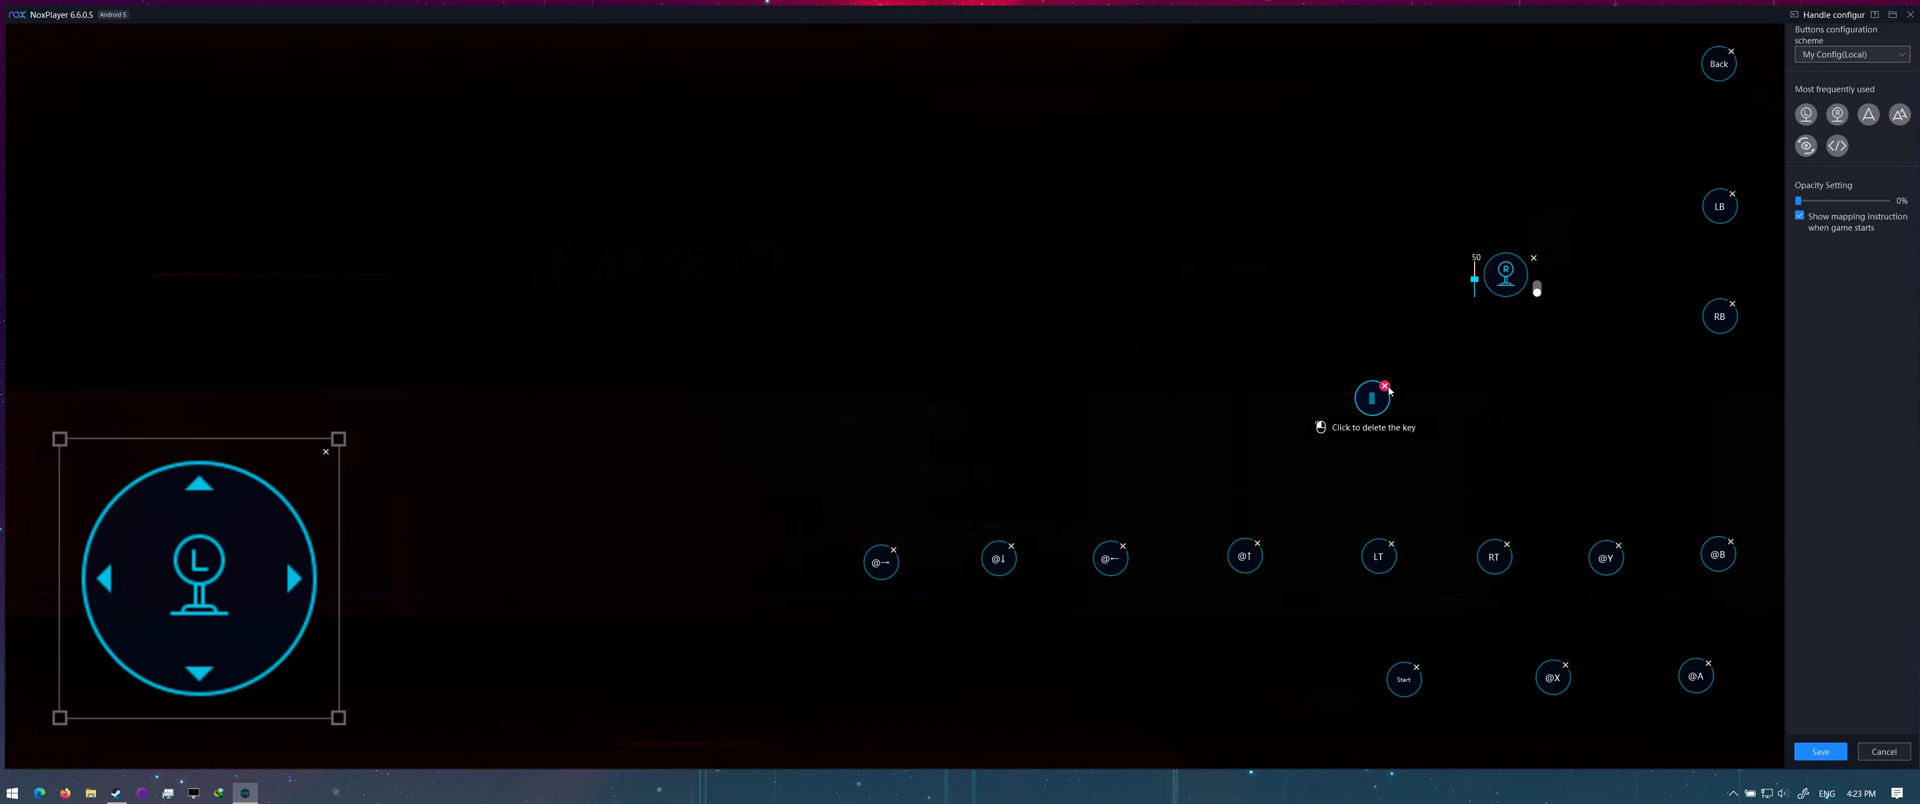 nox NoxPlayer 6.6.0.5 Android 5
Handle configur
Buttons configuration
scheme
My Config(Local)
Back
Most frequently used
L R A
</>
Opacity Setting
0%
Show mapping instruction
when game starts
LB
50
R
RB
Click to delete the key
L
@→
@↓
@←
@↑
LT
RT
@Y
@B
Start
@X
@A
Save
Cancel
ENG
4:23 PM